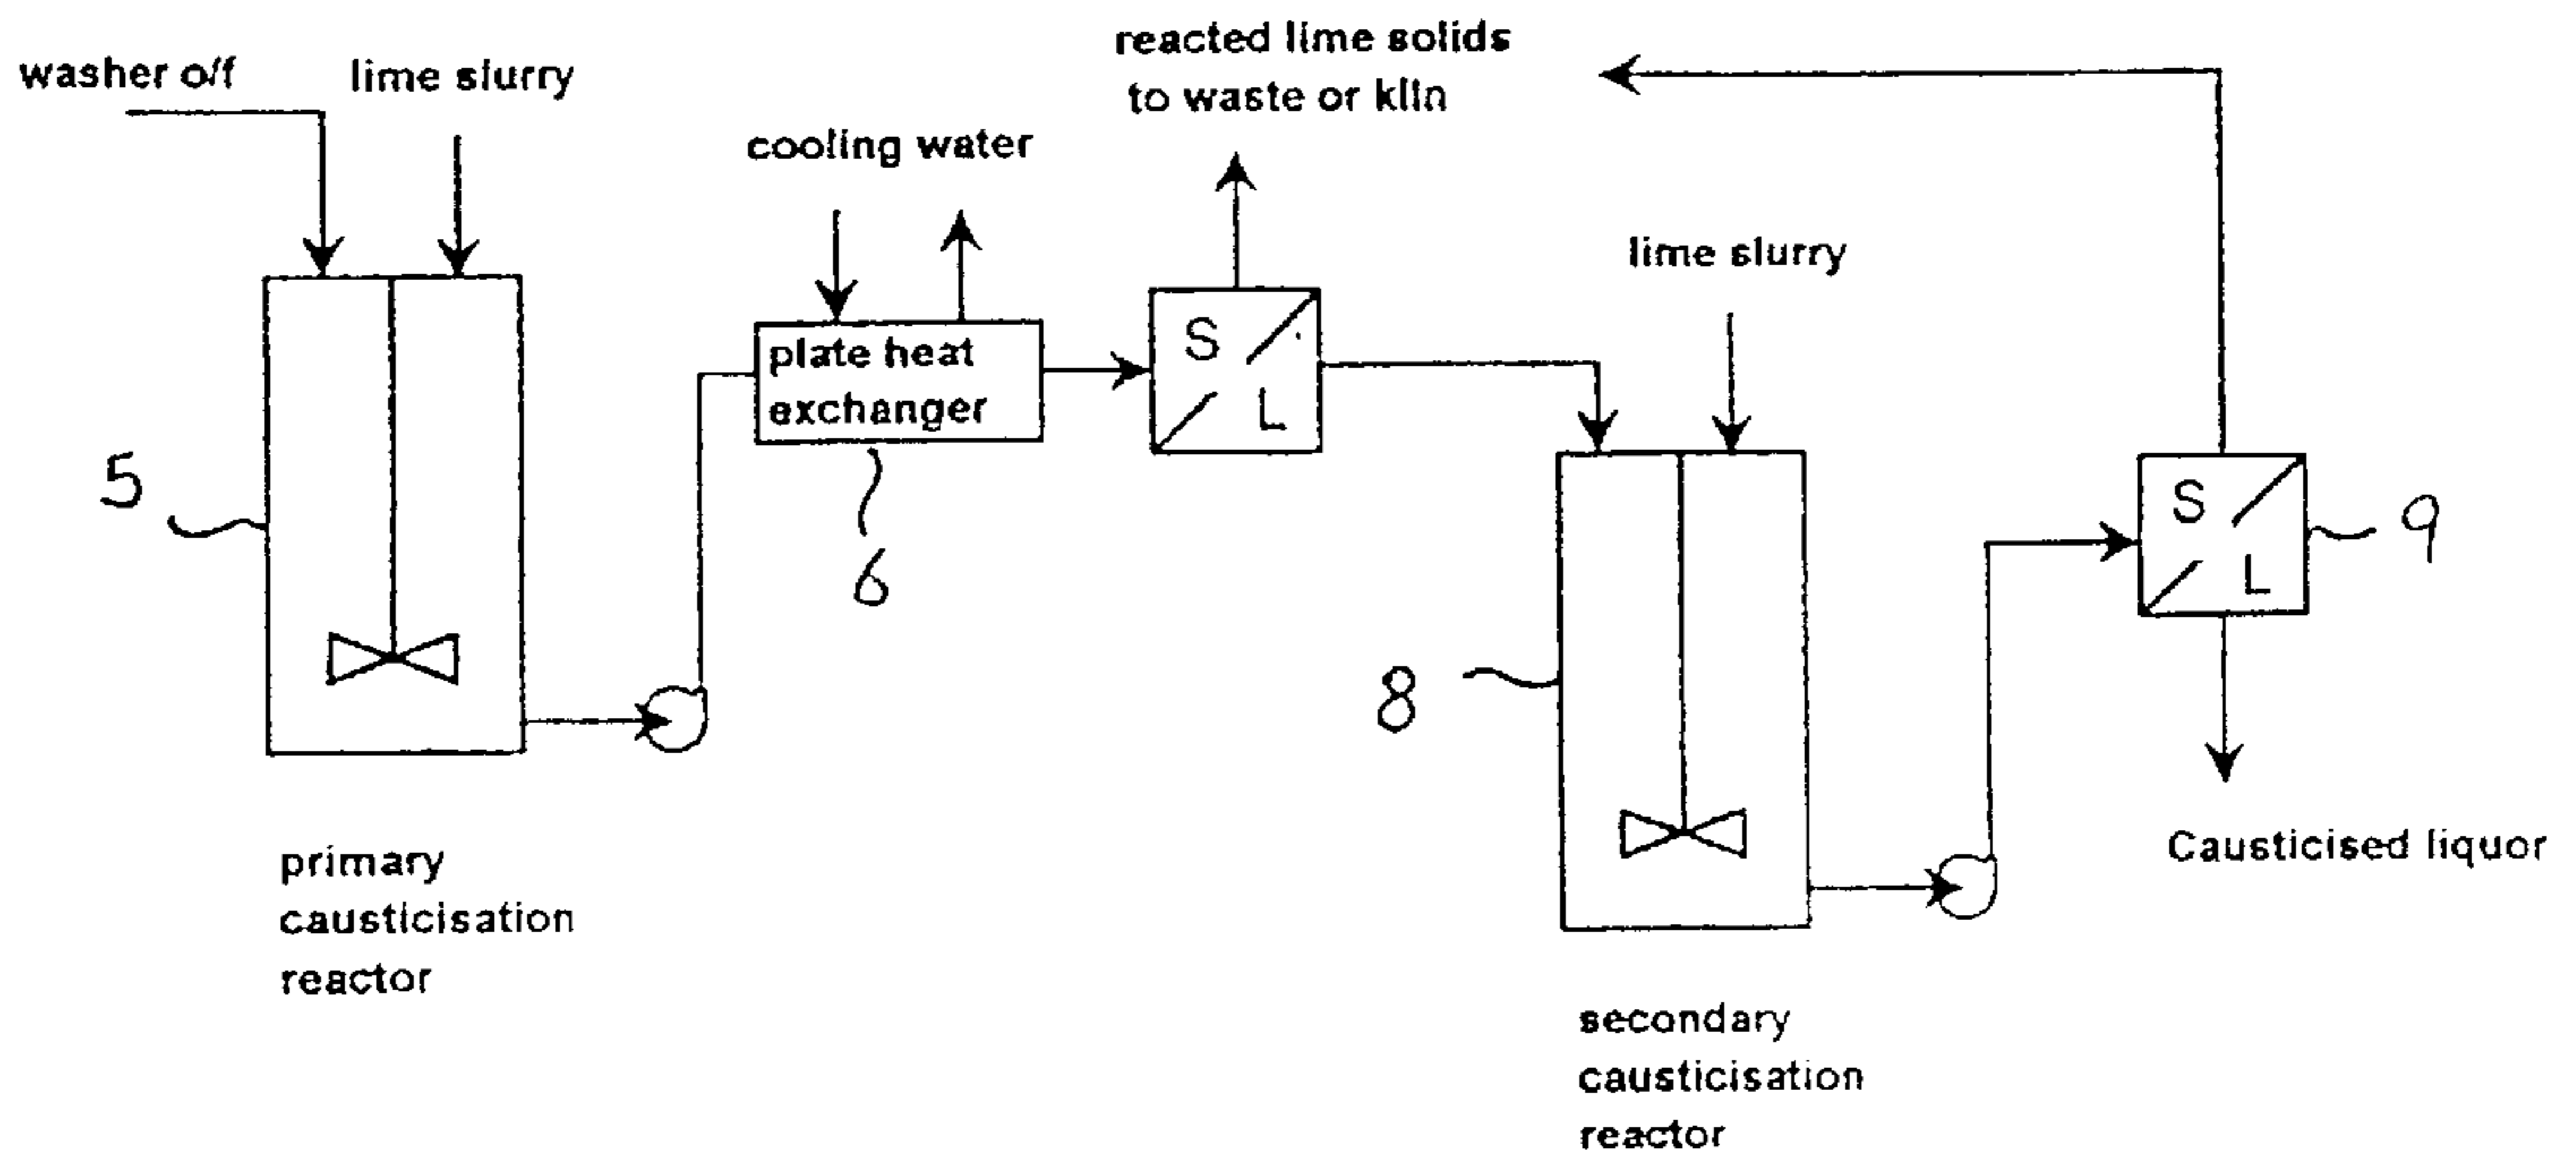 washer o/f
lime slurry
reacted lime solids
to waste or kiln
cooling water
lime slurry
plate heat
exchanger
S
L
5
6
S
L
9
8
Causticised liquor
primary
causticisation
reactor
secondary
causticisation
reactor